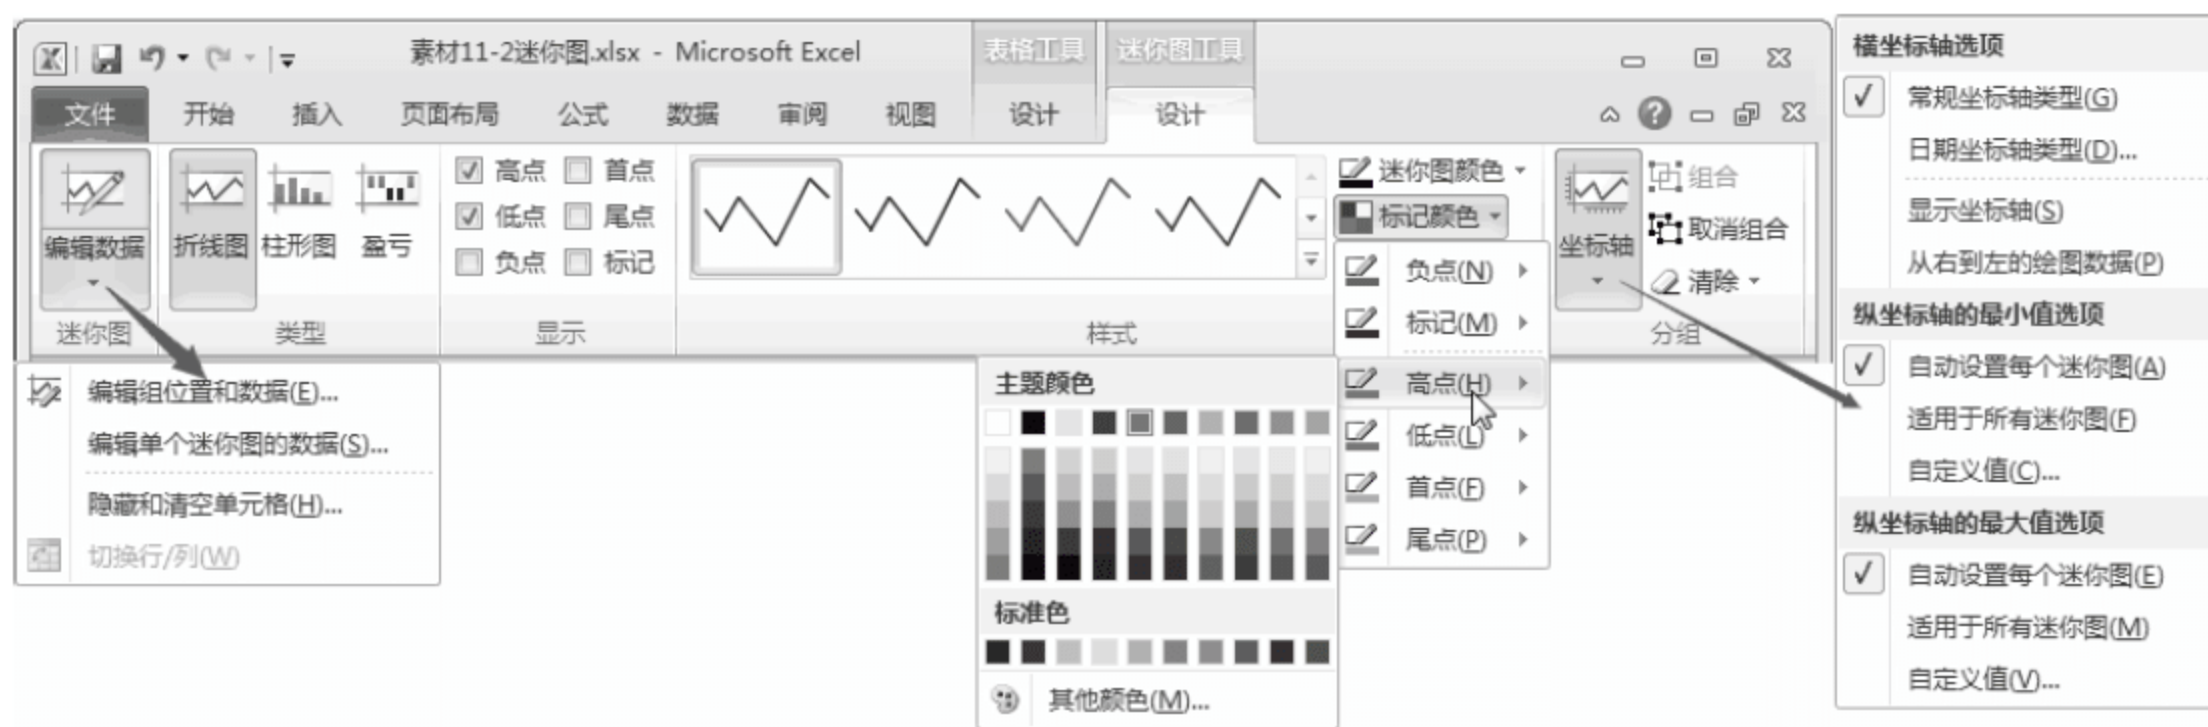 素材11-2迷你图.xlsx - Microsoft Excel
表格工具
迷你图工具
文件
开始
插入
页面布局
公式
数据
审阅
视图
设计
设计
编辑数据
折线图
柱形图
盈亏
高点
首点
低点
尾点
负点
标记
迷你图颜色
标记颜色
坐标轴
组合
取消组合
清除
迷你图
类型
显示
样式
分组
编辑组位置和数据(E)...
编辑单个迷你图的数据(S)...
隐藏和清空单元格(H)...
切换行/列(W)
负点(N)
标记(M)
高点(H)
低点(L)
首点(F)
尾点(P)
主题颜色
标准色
其他颜色(M)...
横坐标轴选项
常规坐标轴类型(G)
日期坐标轴类型(D)...
显示坐标轴(S)
从右到左的绘图数据(P)
纵坐标轴的最小值选项
自动设置每个迷你图(A)
适用于所有迷你图(F)
自定义值(C)...
纵坐标轴的最大值选项
自动设置每个迷你图(E)
适用于所有迷你图(M)
自定义值(V)...